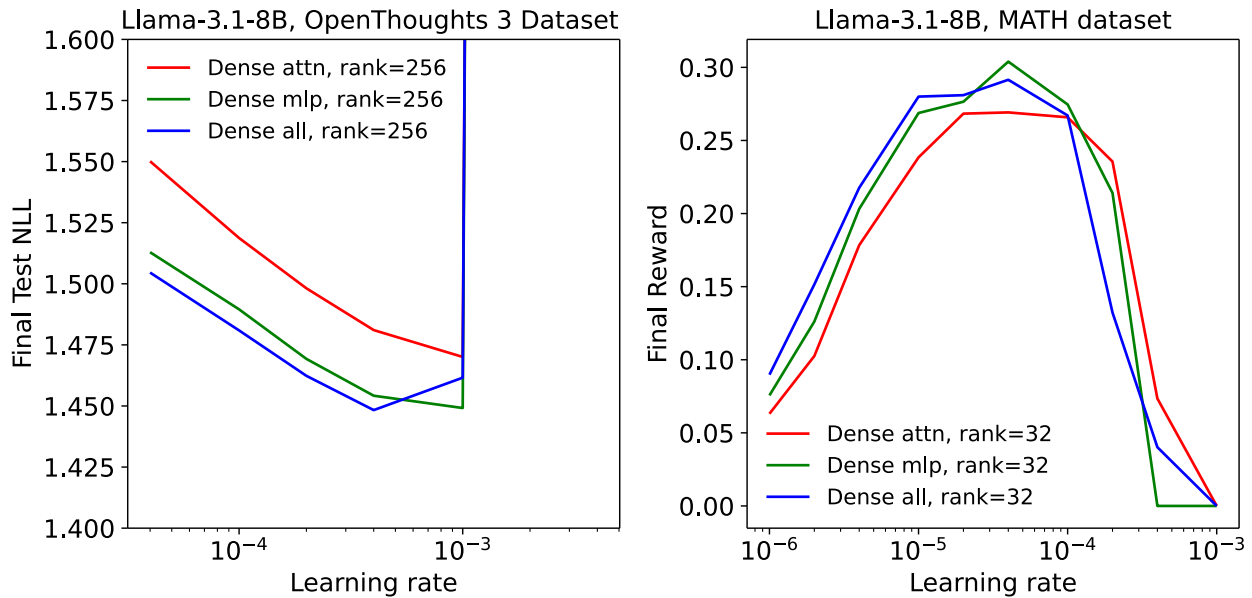 Llama-3.1-8B, OpenThoughts 3 Dataset
Final Test NLL
1.600
1.575
1.550
1.525
1.500
1.475
1.450
1.425
1.400
Dense attn, rank=256
Dense mlp, rank=256
Dense all, rank=256
10⁻⁴
10⁻³
Learning rate
Llama-3.1-8B, MATH dataset
Final Reward
0.30
0.25
0.20
0.15
0.10
0.05
0.00
Dense attn, rank=32
Dense mlp, rank=32
Dense all, rank=32
10⁻⁶
10⁻⁵
10⁻⁴
10⁻³
Learning rate